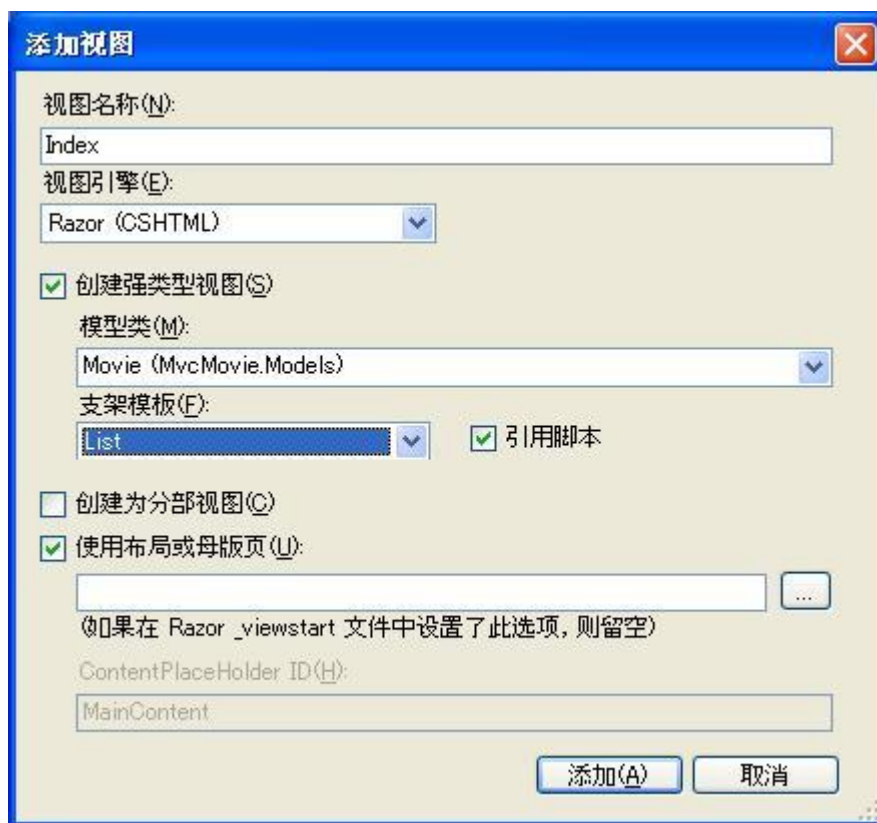 添加视图
视图名称(N):
Index
视图引擎(E):
Razor (CSHTML)
创建强类型视图(S)
模型类(M):
Movie (MvcMovie.Models)
支架模板(F):
List
引用脚本
创建为分部视图(C)
使用布局或母版页(U):
...
(如果在 Razor _viewstart 文件中设置了此选项, 则留空)
ContentPlaceHolder ID(H):
MainContent
添加(A)
取消